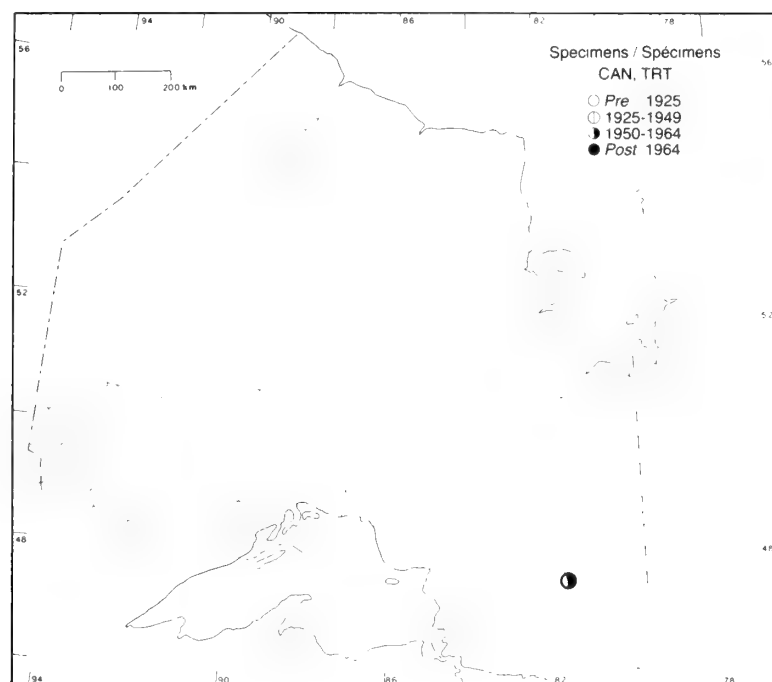 94 90 86 82 78
56
56
Specimens / Spécimens
CAN, TRT
0 100 200 km
Pre 1925
1925-1949
1950-1964
Post 1964
52
52
48
48
94 90 86 82 78